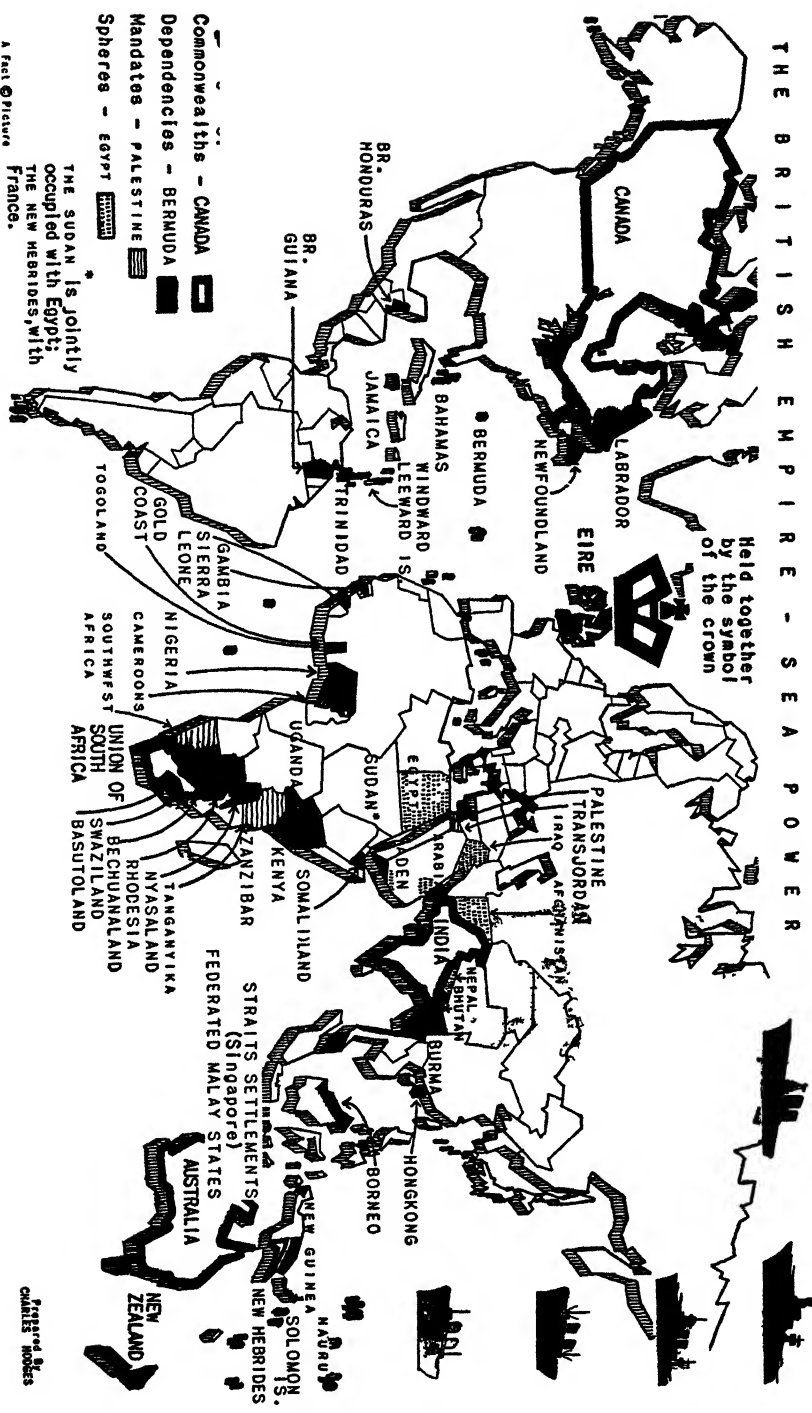 THE BRITISH EMPIRE - SEA POWER
Held together
by the symbol
of the crown
CANADA
LABRADOR
NEWFOUNDLAND
EIRE
BERMUDA
BAHAMAS
JAMAICA
WINDWARD
LEEWARD IS.
TRINIDAD
BR.
HONDURAS
BR.
GUIANA
GAMBIA
SIERRA
LEONE
GOLD
COAST
TOGOLAND
NIGERIA
CAMEROONS
SOUTHWEST
AFRICA
UNION OF
SOUTH
AFRICA
BASUTOLAND
SWAZILAND
BECHUANALAND
RHODESIA
NYASALAND
TANGANYIKA
ZANZIBAR
KENYA
SOMALILAND
UGANDA
SUDAN*
EGYPT
ADEN
ARABIA
PALESTINE
TRANSJORDAN
IRAQ
AFGHANISTAN
INDIA
NEPAL
BHUTAN
BURMA
HONGKONG
BORNEO
STRAITS SETTLEMENTS
(Singapore)
FEDERATED MALAY STATES
AUSTRALIA
NEW GUINEA
NAURU
SOLOMON
IS.
NEW HEBRIDES
NEW
ZEALAND
Commonwealths - CANADA
Dependencies - BERMUDA
Mandates - PALESTINE
Spheres - EGYPT
*
THE SUDAN is jointly
occupied with Egypt;
THE NEW HEBRIDES, with
France.
A Fact © Picture
Prepared By
CHARLES HODGES